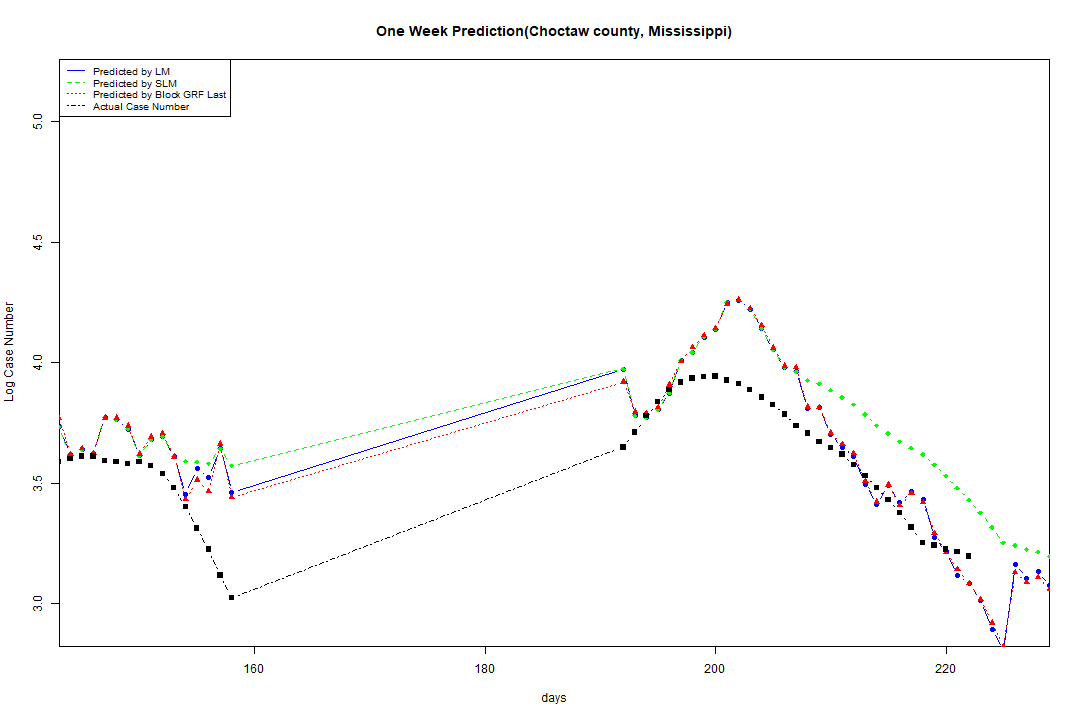 One Week Prediction(Choctaw county, Mississippi)
Predicted by LM
Predicted by SLM
Predicted by Block GRF Last
Actual Case Number
Log Case Number
5.0
4.5
4.0
3.5
3.0
160 180 200 220
days